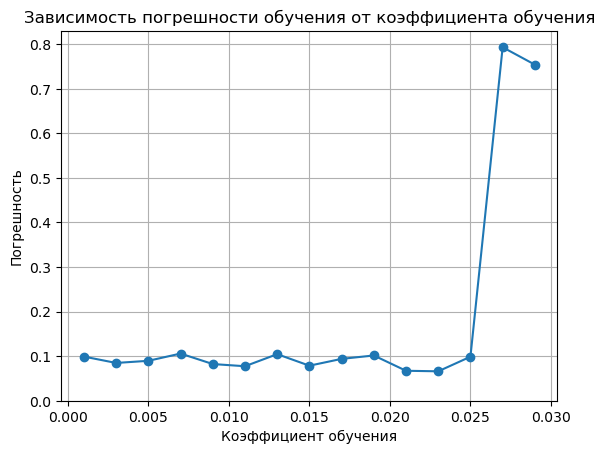 Зависимость погрешности обучения от коэффициента обучения
0.8
0.7
0.6
0.5
0.4
0.3
0.2
0.1
0.0
Погрешность
0.000 0.005 0.010 0.015 0.020 0.025 0.030
Коэффициент обучения